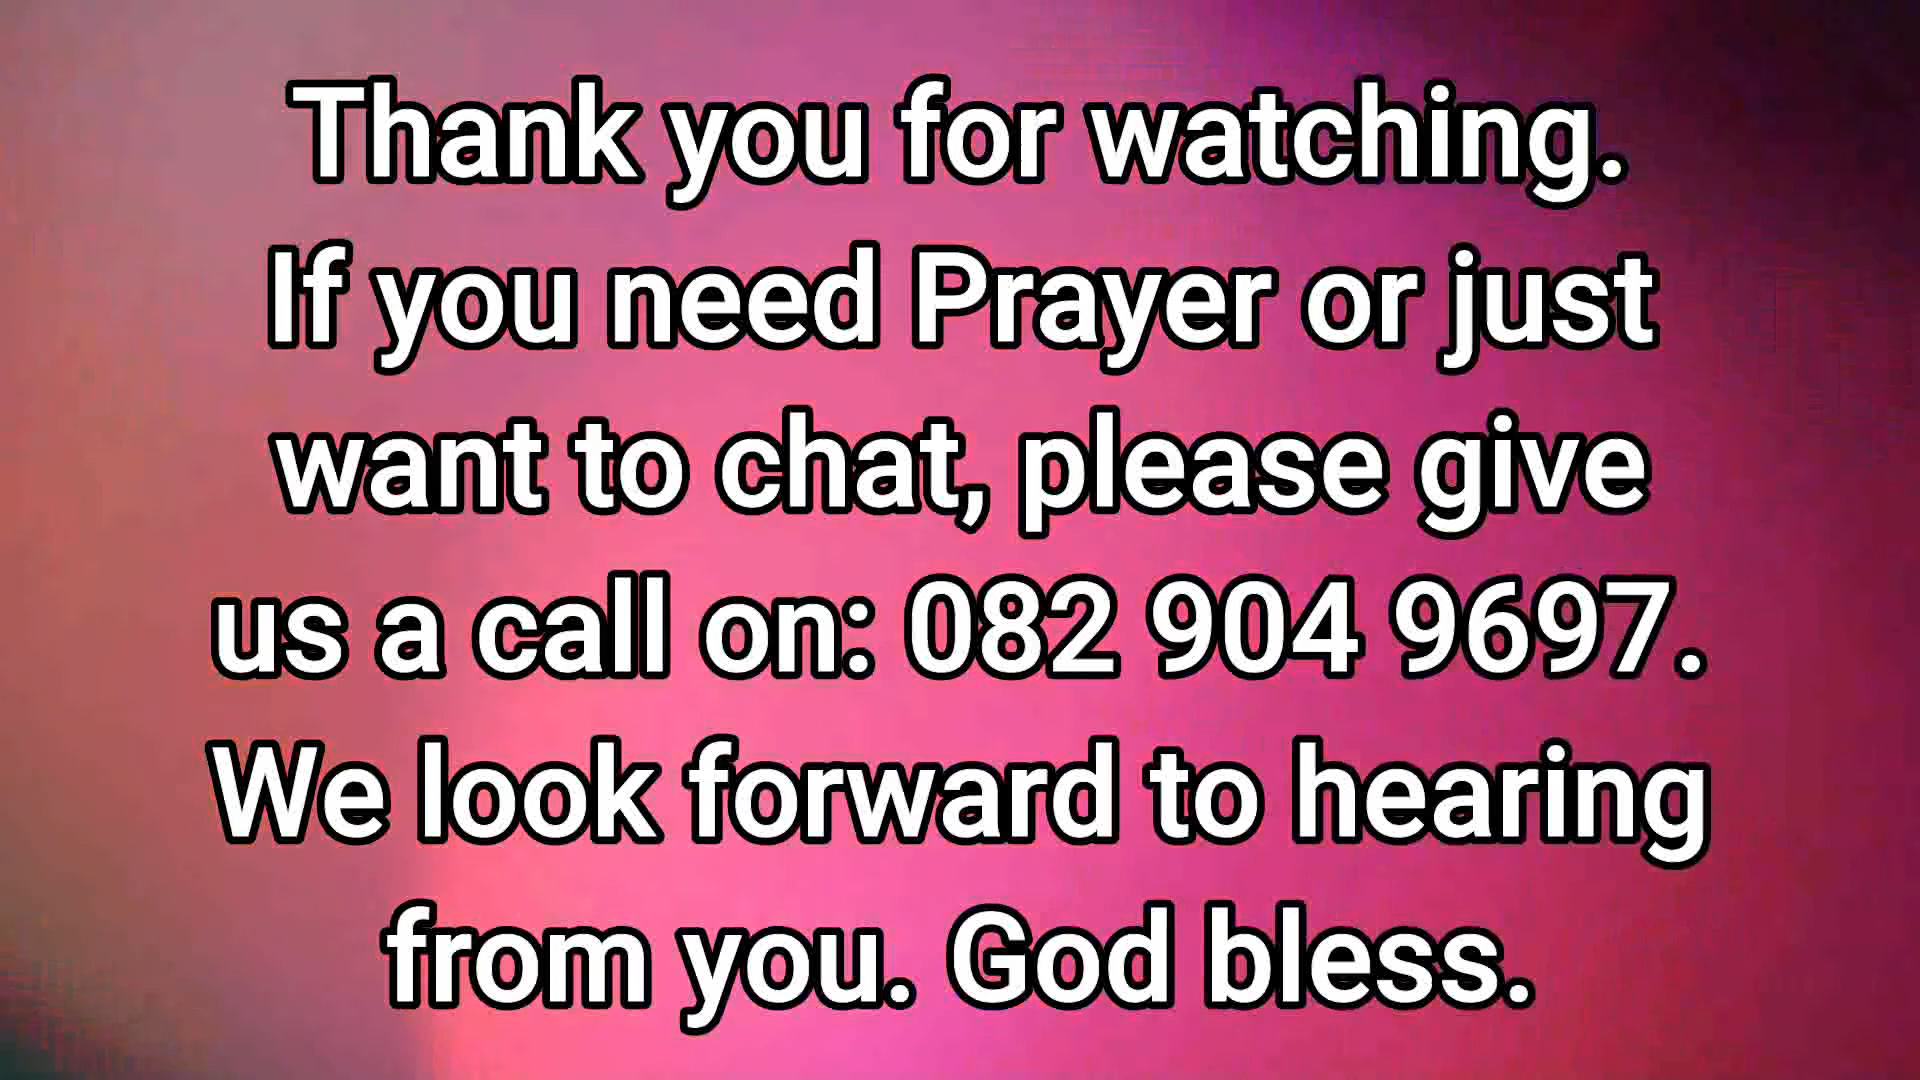 Thank you for watching.
If you need Prayer or just
want to chat, please give
us a call on: 082 904 9697.
We look forward to hearing
from you. God bless.